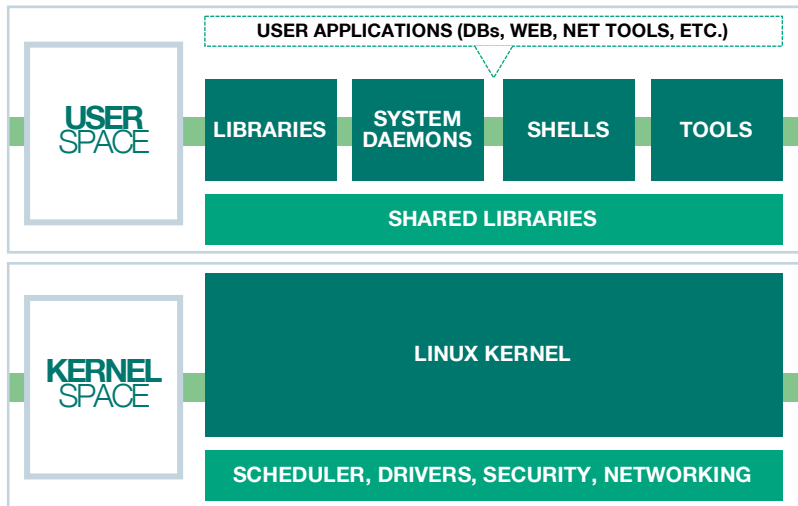 USER APPLICATIONS (DBs, WEB, NET TOOLS, ETC.)
USER
SPACE
LIBRARIES
SYSTEM
DAEMONS
SHELLS
TOOLS
SHARED LIBRARIES
KERNEL
SPACE
LINUX KERNEL
SCHEDULER, DRIVERS, SECURITY, NETWORKING